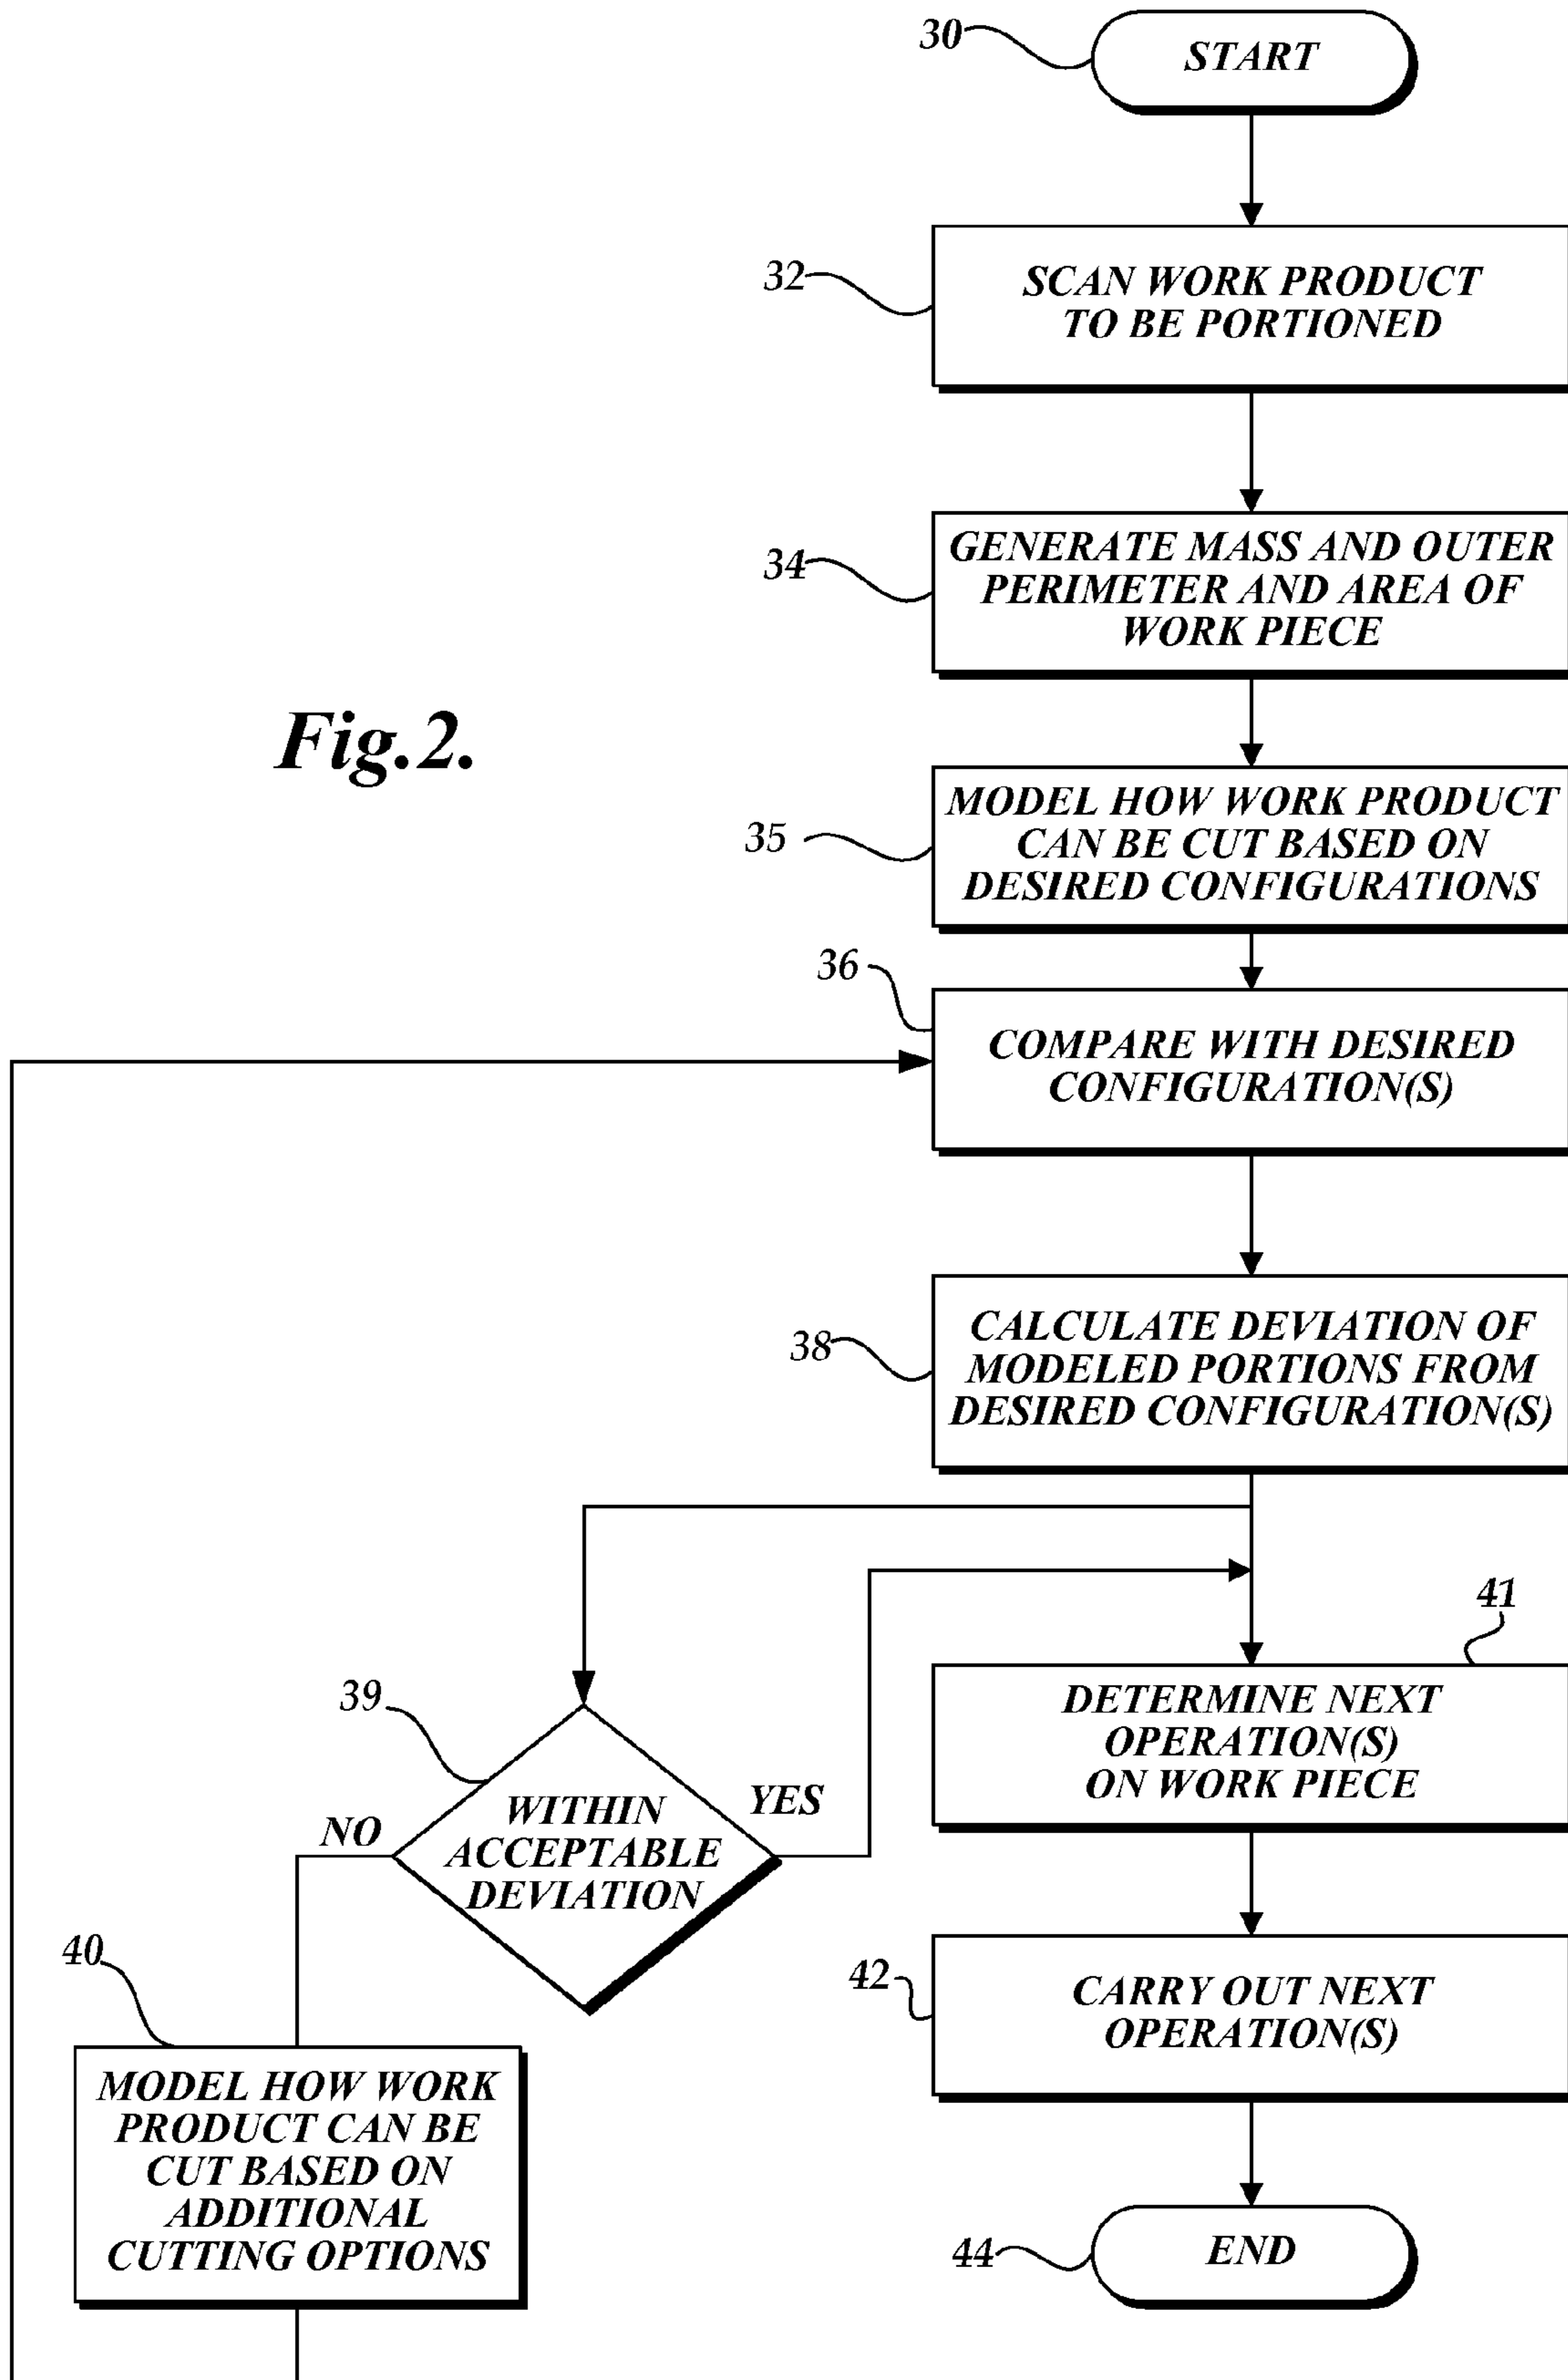 30
START
32
SCAN WORK PRODUCT
TO BE PORTIONED
34
GENERATE MASS AND OUTER
PERIMETER AND AREA OF
WORK PIECE
Fig.2.
35
MODEL HOW WORK PRODUCT
CAN BE CUT BASED ON
DESIRED CONFIGURATIONS
36
COMPARE WITH DESIRED
CONFIGURATION(S)
38
CALCULATE DEVIATION OF
MODELED PORTIONS FROM
DESIRED CONFIGURATION(S)
39
WITHIN
ACCEPTABLE
DEVIATION
YES
NO
40
MODEL HOW WORK
PRODUCT CAN BE
CUT BASED ON
ADDITIONAL
CUTTING OPTIONS
41
DETERMINE NEXT
OPERATION(S)
ON WORK PIECE
42
CARRY OUT NEXT
OPERATION(S)
44
END